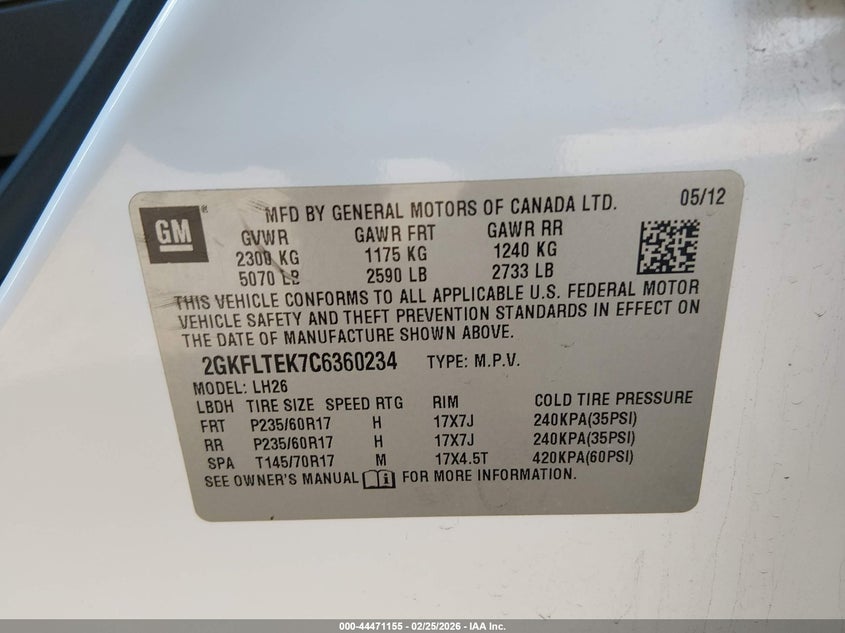 GM®
MFD BY GENERAL MOTORS OF CANADA LTD. 05/12
GVWR GAWR FRT GAWR RR
2300 KG 1175 KG 1240 KG
5070 LB 2590 LB 2733 LB
THIS VEHICLE CONFORMS TO ALL APPLICABLE U.S. FEDERAL MOTOR
VEHICLE SAFETY AND THEFT PREVENTION STANDARDS IN EFFECT ON
THE DATE OF MANUFACTURE SHOWN ABOVE.
2GKFLTEK7C6360234 TYPE: M.P.V.
MODEL: LH26
LBDH TIRE SIZE SPEED RTG RIM COLD TIRE PRESSURE
FRT P235/60R17 H 17X7J 240KPA(35PSI)
RR P235/60R17 H 17X7J 240KPA(35PSI)
SPA T145/70R17 M 17X4.5T 420KPA(60PSI)
SEE OWNER'S MANUAL FOR MORE INFORMATION.
000-44471155 - 02/25/2026 - IAA Inc.